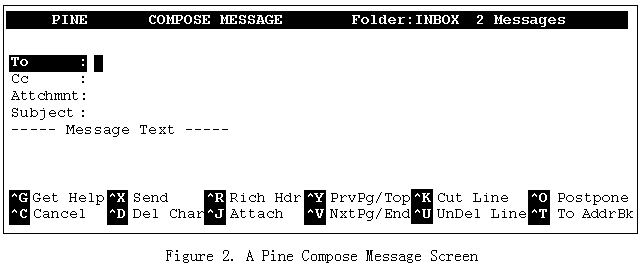 PINE COMPOSE MESSAGE Folder:INBOX 2 Messages
To :
Cc :
Attchmnt:
Subject :
----- Message Text -----
^G Get Help ^X Send ^R Rich Hdr ^Y PrvPg/Top ^K Cut Line ^O Postpone
^C Cancel ^D Del Char ^J Attach ^V NxtPg/End ^U UnDel Line ^T To AddrBk
Figure 2. A Pine Compose Message Screen